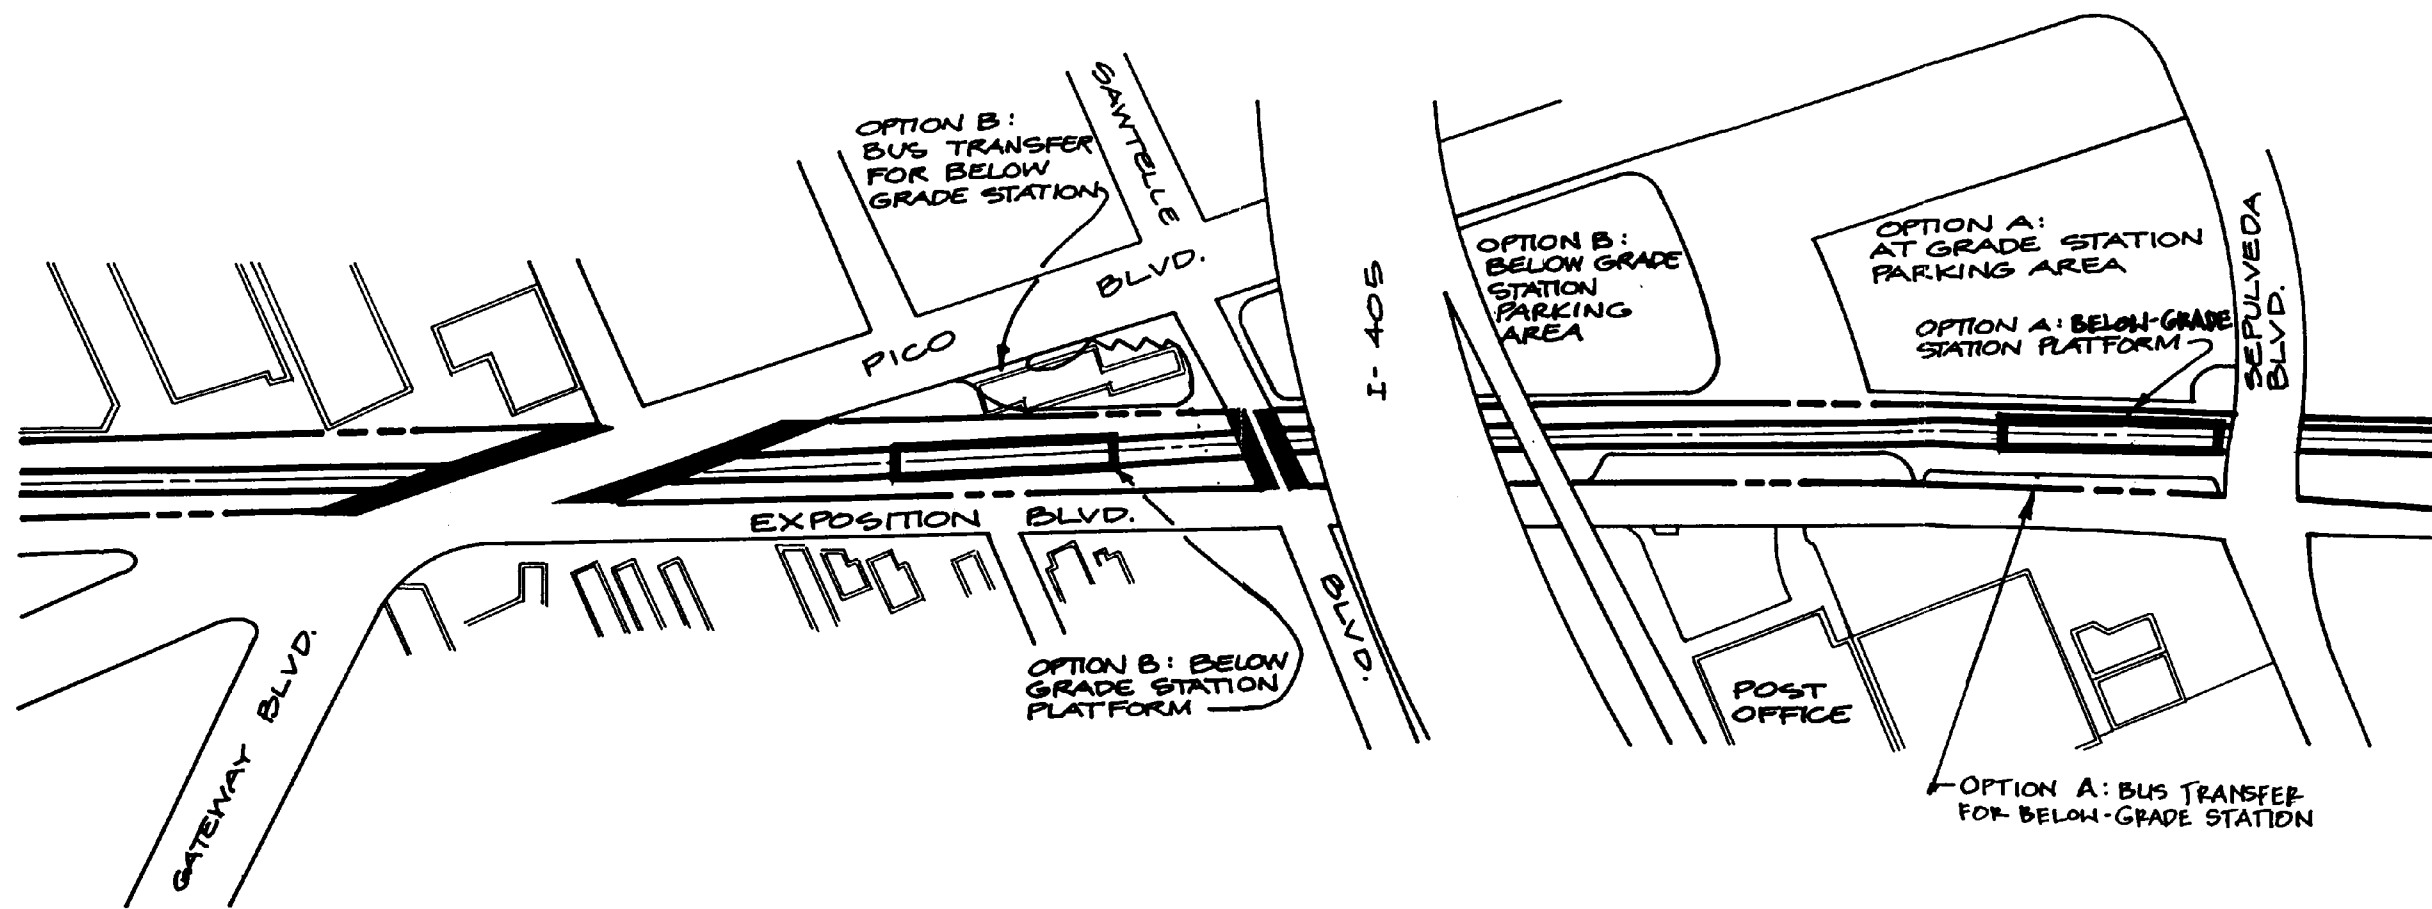 OPTION B:
BUS TRANSFER
FOR BELOW
GRADE STATION
SAWTELLE
BLVD.
PICO
I-405
OPTION B:
BELOW GRADE
STATION
PARKING
AREA
OPTION A:
AT GRADE STATION
PARKING AREA
OPTION A: BELOW-GRADE
STATION PLATFORM
SEPULVEDA
BLVD.
EXPOSITION BLVD.
BLVD.
GATEWAY BLVD.
OPTION B: BELOW
GRADE STATION
PLATFORM
POST
OFFICE
OPTION A: BUS TRANSFER
FOR BELOW-GRADE STATION